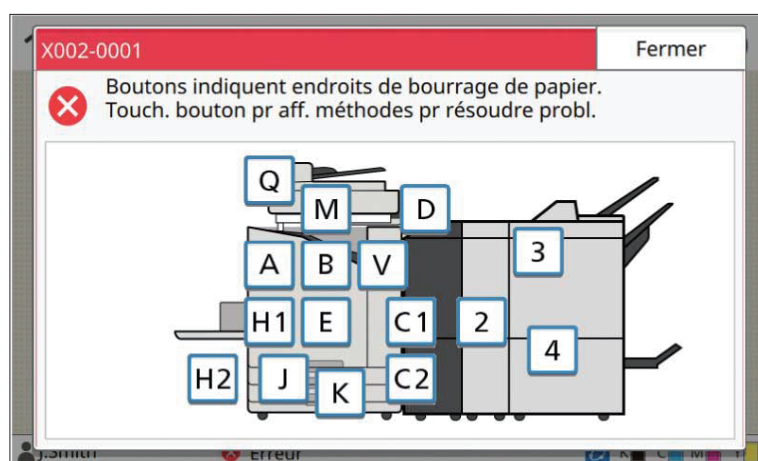 X002-0001
Fermer
Boutons indiquent endroits de bourrage de papier.
Touch. bouton pr aff. méthodes pr résoudre probl.
Q
M
D
A
B
V
3
H1
E
C1
2
4
H2
J
K
C2
J.Smith
Erreur
K
C
M
Y